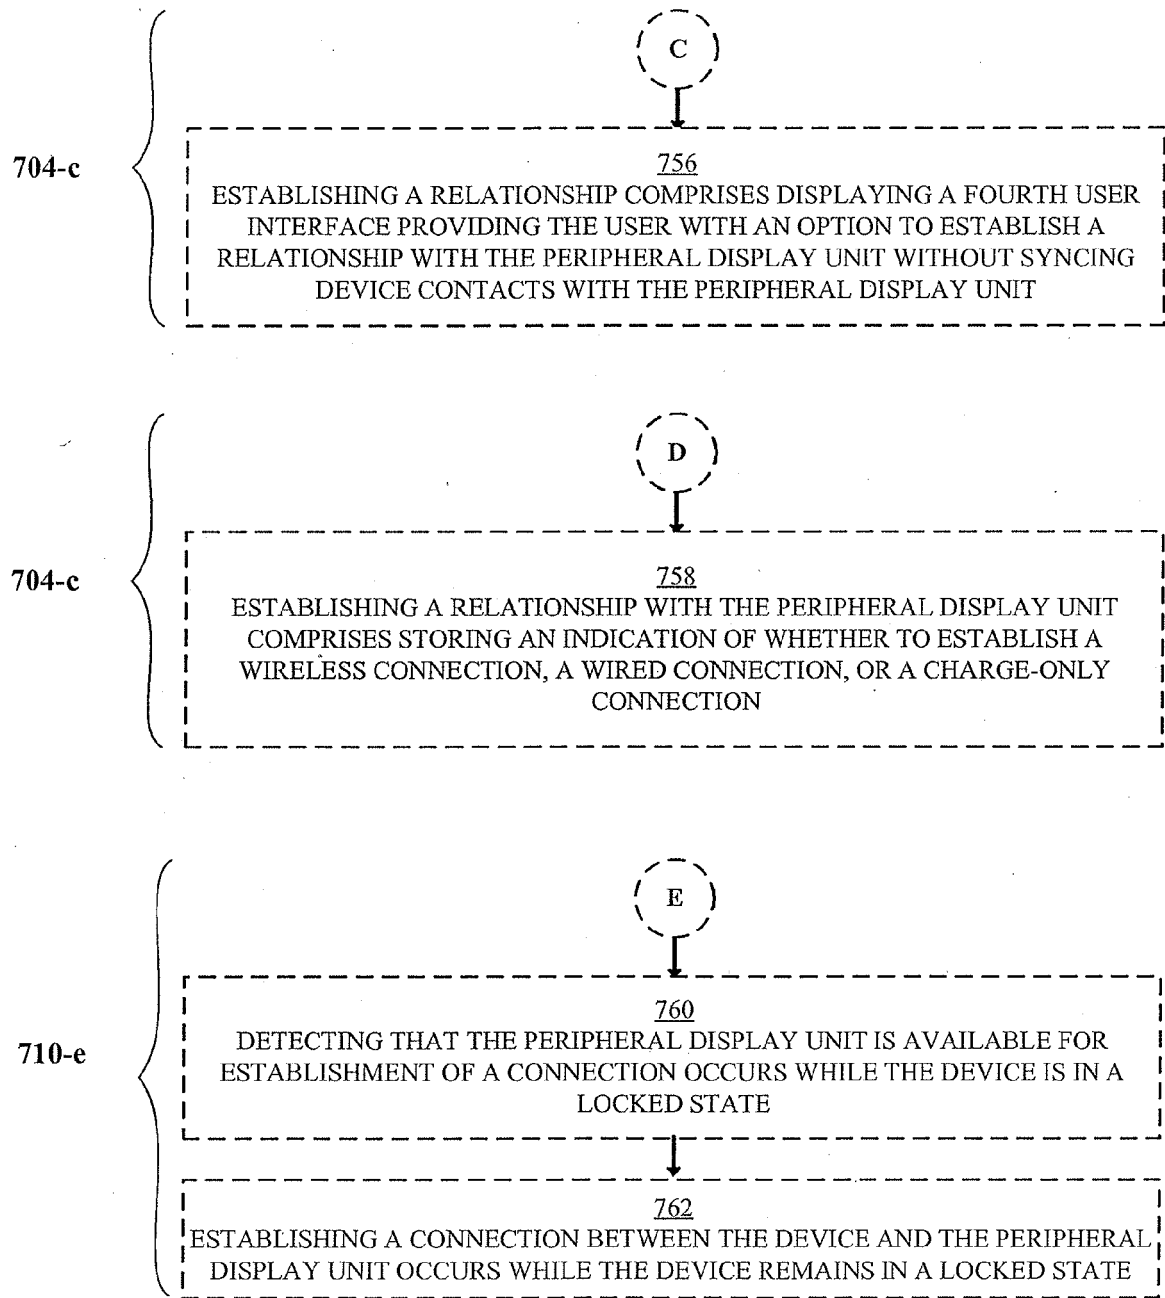 C
704-c
756
ESTABLISHING A RELATIONSHIP COMPRISES DISPLAYING A FOURTH USER
INTERFACE PROVIDING THE USER WITH AN OPTION TO ESTABLISH A
RELATIONSHIP WITH THE PERIPHERAL DISPLAY UNIT WITHOUT SYNCING
DEVICE CONTACTS WITH THE PERIPHERAL DISPLAY UNIT
D
704-c
758
ESTABLISHING A RELATIONSHIP WITH THE PERIPHERAL DISPLAY UNIT
COMPRISES STORING AN INDICATION OF WHETHER TO ESTABLISH A
WIRELESS CONNECTION, A WIRED CONNECTION, OR A CHARGE-ONLY
CONNECTION
E
710-e
760
DETECTING THAT THE PERIPHERAL DISPLAY UNIT IS AVAILABLE FOR
ESTABLISHMENT OF A CONNECTION OCCURS WHILE THE DEVICE IS IN A
LOCKED STATE
762
ESTABLISHING A CONNECTION BETWEEN THE DEVICE AND THE PERIPHERAL
DISPLAY UNIT OCCURS WHILE THE DEVICE REMAINS IN A LOCKED STATE